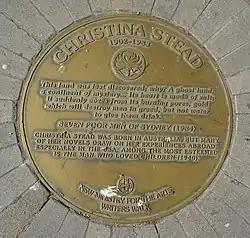 CHRISTINA STEAD
1902-1983
This land was last discovered; why? A ghost land,
a continent of mystery... Its heart is made of salt:
it suddenly oozes from its burning pores, gold
which will destroy men in greed, but not water
to give them drink.
SEVEN POOR MEN OF SYDNEY (1934)
CHRISTINA STEAD WAS BORN IN AUSTRALIA BUT MANY
OF HER NOVELS DRAW ON HER EXPERIENCES ABROAD,
ESPECIALLY IN THE USA. AMONG THE MOST ESTEEMED
IS THE MAN WHO LOVED CHILDREN (1940)
NSW MINISTRY FOR THE ARTS
WRITERS WALK